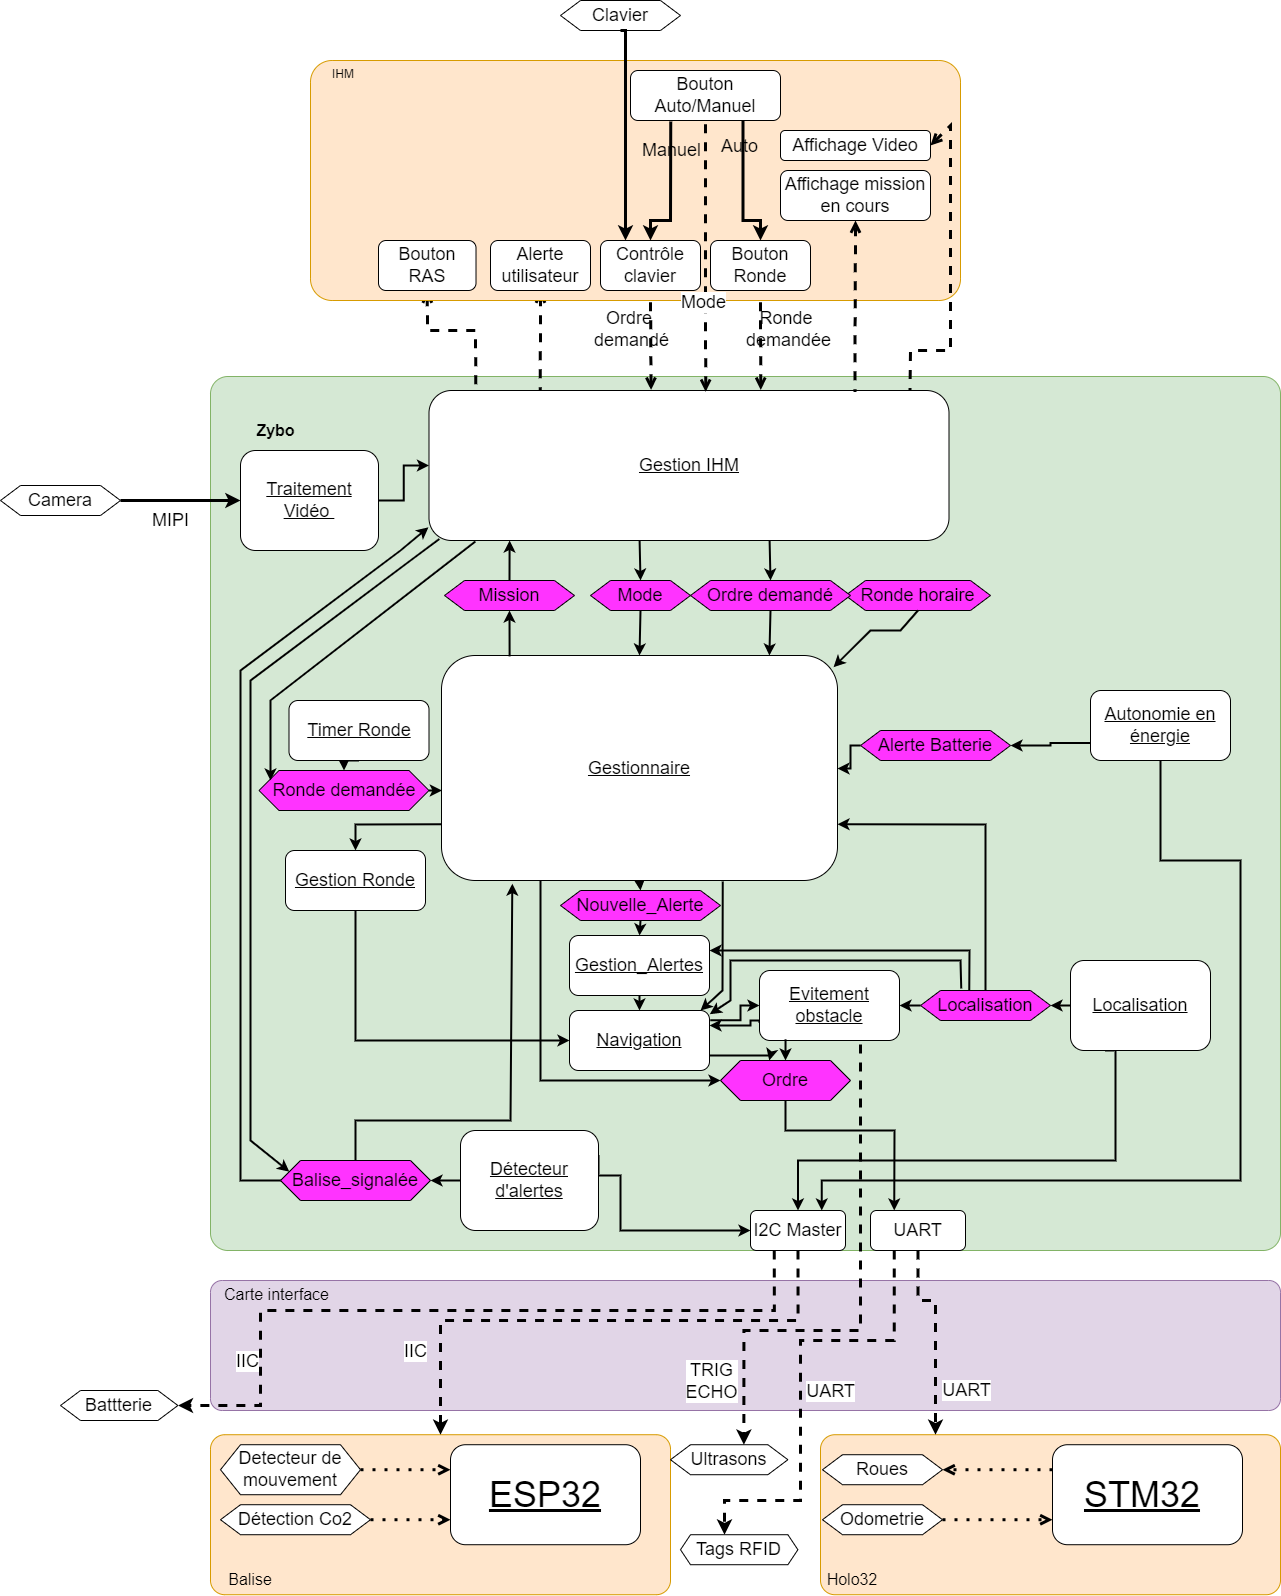 Clavier
IHM
Bouton
Auto/Manuel
Manuel
Auto
Affichage Video
Affichage mission
en cours
Bouton
RAS
Alerte
utilisateur
Contrôle
clavier
Bouton
Ronde
Mode
Ordre
demandé
Ronde
demandée
Zybo
Gestion IHM
Traitement
Vidéo
Camera
MIPI
Mission
Mode
Ordre demandé
Ronde horaire
Timer Ronde
Ronde demandée
Gestionnaire
Alerte Batterie
Autonomie en
énergie
Gestion Ronde
Nouvelle_Alerte
Gestion_Alertes
Evitement
obstacle
Localisation
Localisation
Navigation
Ordre
Balise_signalée
Détecteur
d'alertes
I2C Master
UART
Carte interface
IIC
IIC
TRIG
ECHO
UART
UART
Battterie
Detecteur de
mouvement
Détection Co2
ESP32
Balise
Ultrasons
Tags RFID
Roues
Odometrie
STM32
Holo32